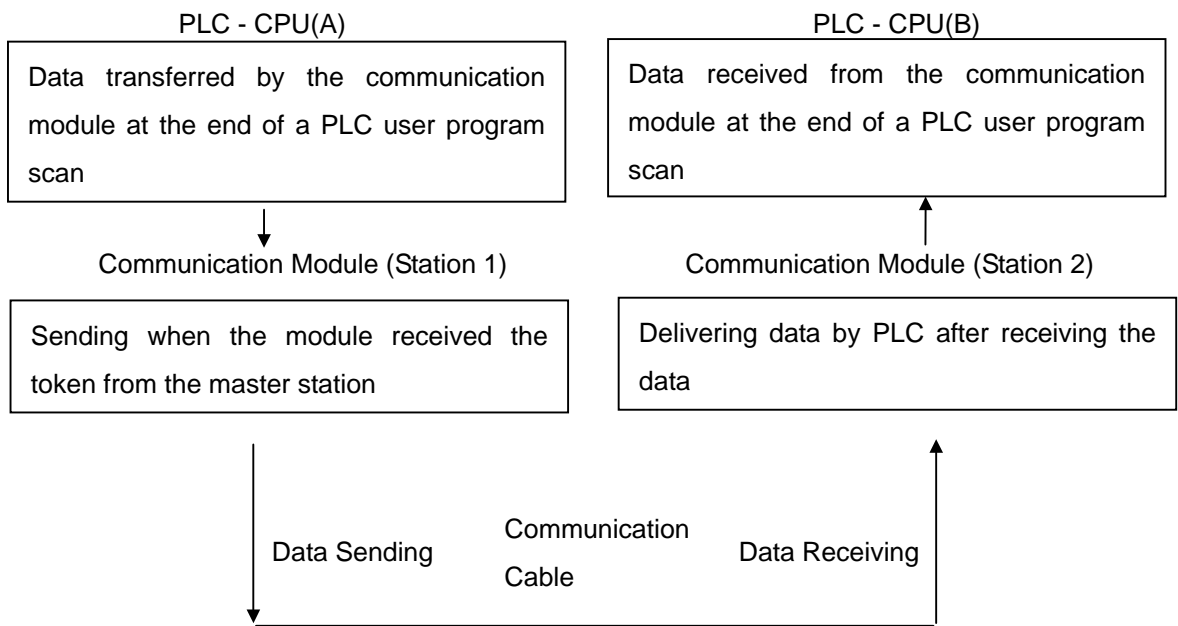 PLC - CPU(A)
Data transferred by the communication
module at the end of a PLC user program
scan
Communication Module (Station 1)
Sending when the module received the
token from the master station
Data Sending
Communication
Cable
PLC - CPU(B)
Data received from the communication
module at the end of a PLC user program
scan
Communication Module (Station 2)
Delivering data by PLC after receiving the
data
Data Receiving